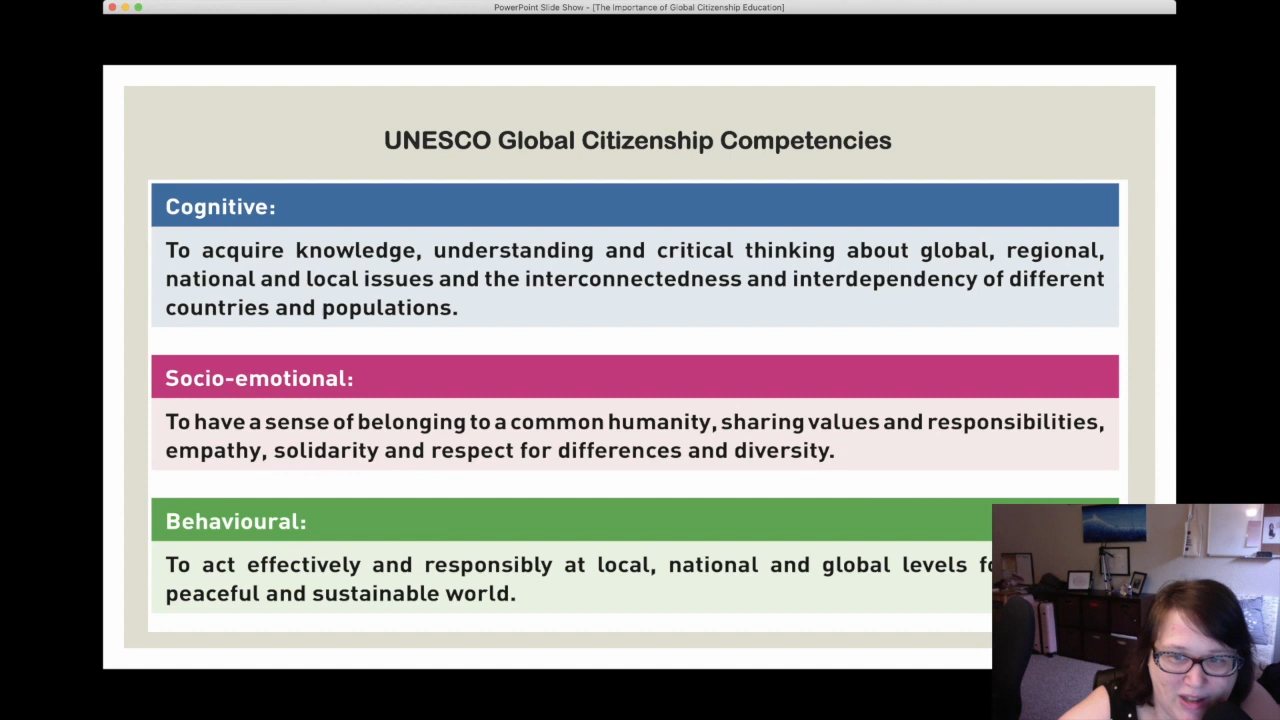 PowerPoint Slide Show - [The Importance of Global Citizenship Education]
UNESCO Global Citizenship Competencies
Cognitive:
To acquire knowledge, understanding and critical thinking about global, regional,
national and local issues and the interconnectedness and interdependency of different
countries and populations.
Socio-emotional:
To have a sense of belonging to a common humanity, sharing values and responsibilities,
empathy, solidarity and respect for differences and diversity.
Behavioural:
To act effectively and responsibly at local, national and global levels
peaceful and sustainable world.